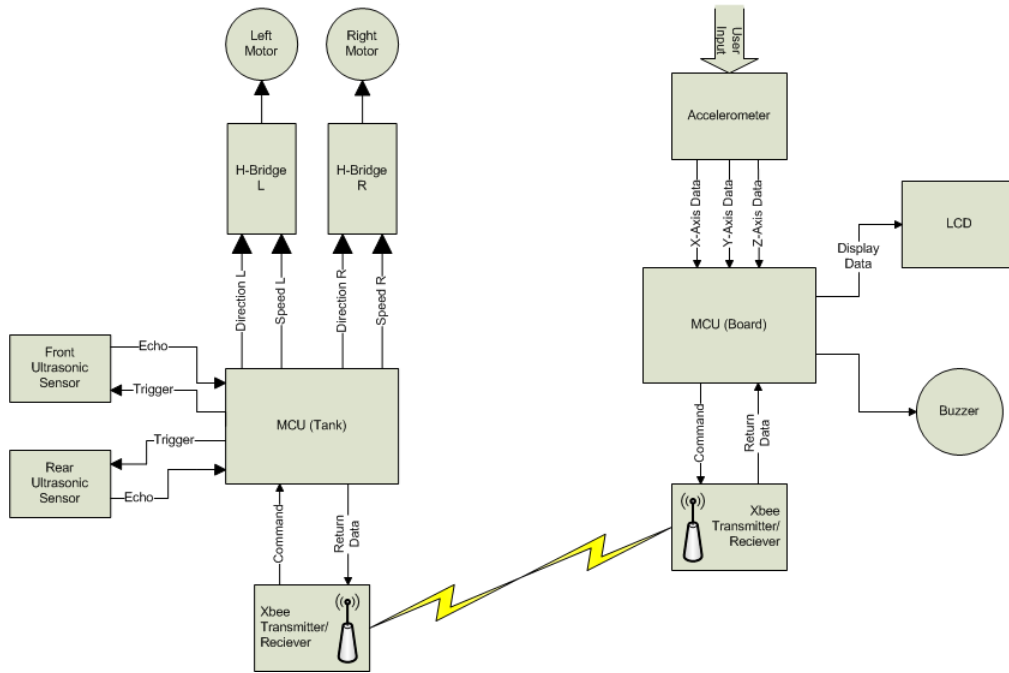 Left
Motor
Right
Motor
User
Input
Accelerometer
H-Bridge
L
H-Bridge
R
X-Axis Data
Y-Axis Data
Z-Axis Data
LCD
Display
Data
Direction L
Speed L
Direction R
Speed R
MCU (Board)
Front
Ultrasonic
Sensor
Echo
Trigger
MCU (Tank)
Buzzer
Trigger
Rear
Ultrasonic
Sensor
Echo
Command
Return
Data
Xbee
Transmitter/
Reciever
Command
Return
Data
Xbee
Transmitter/
Reciever